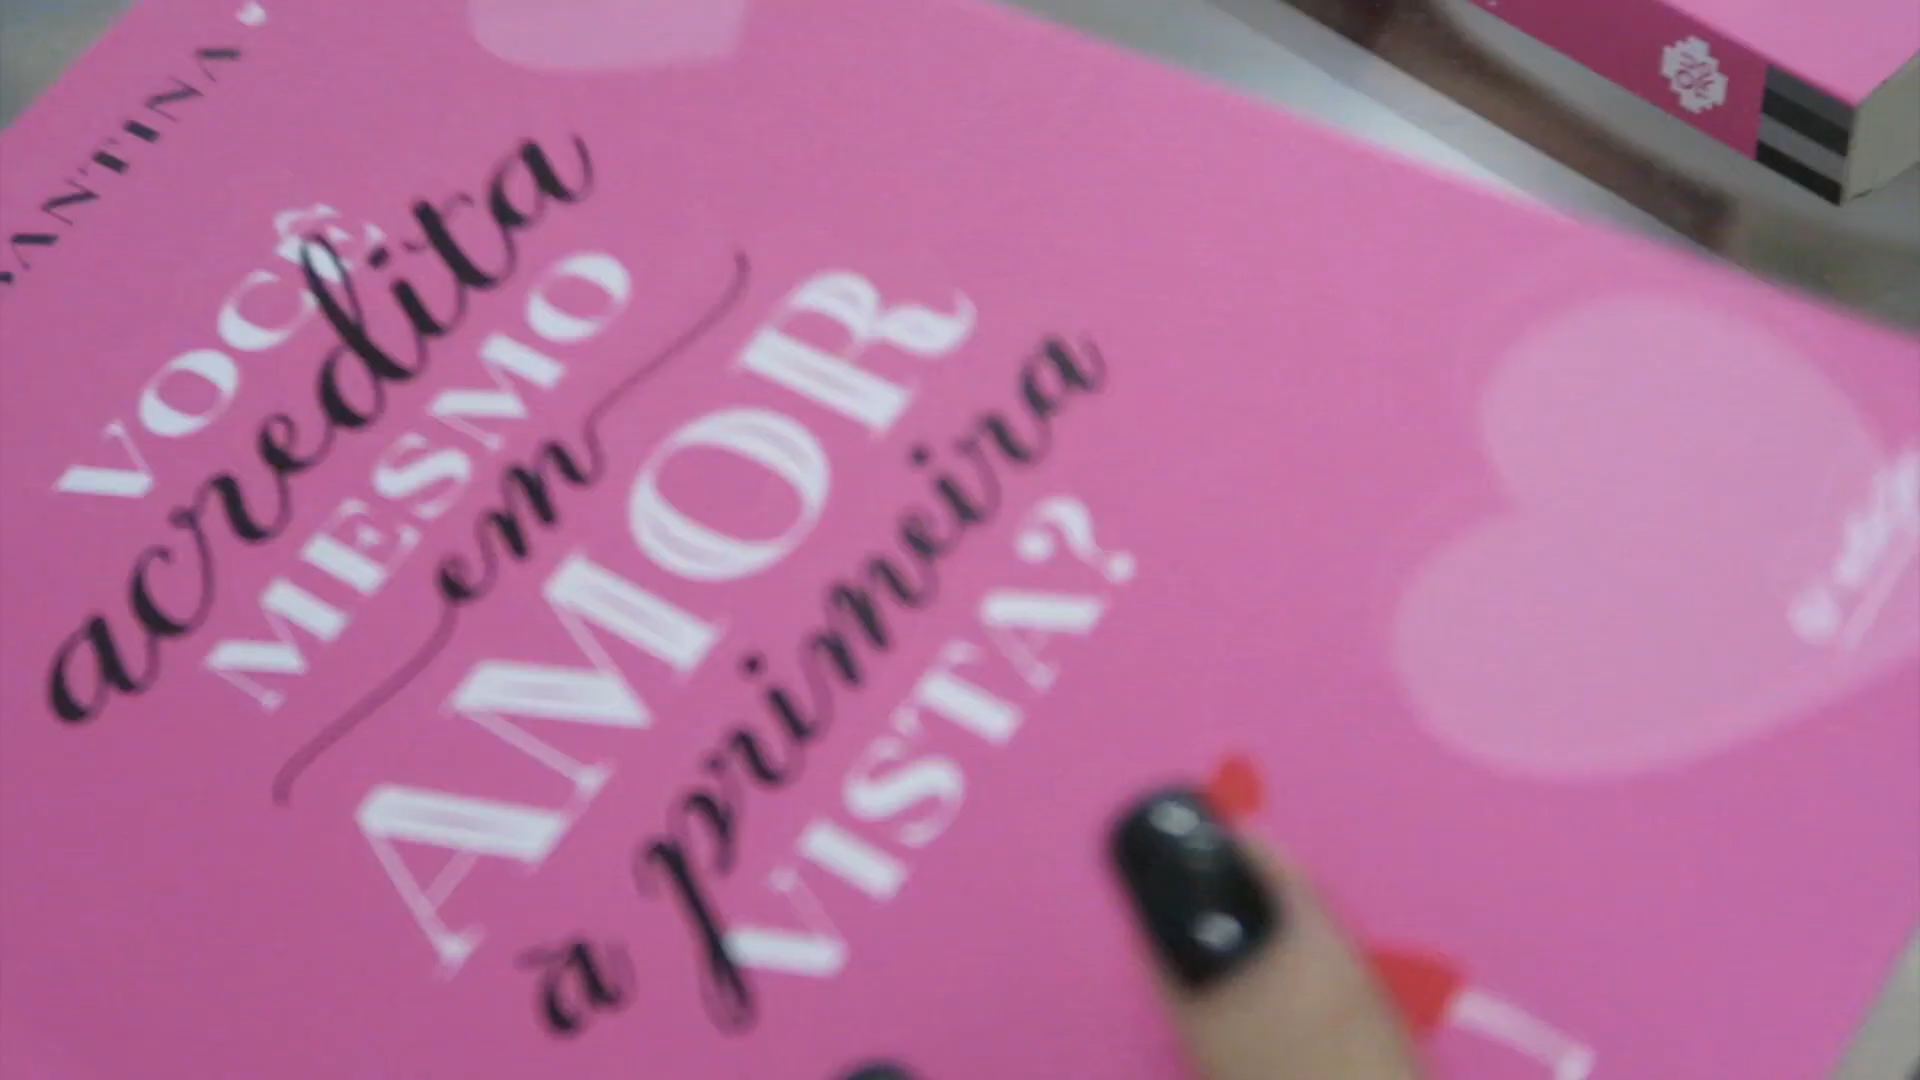 VOCÊ
acredita
MESMO
em
AMOR
à primeira
VISTA?